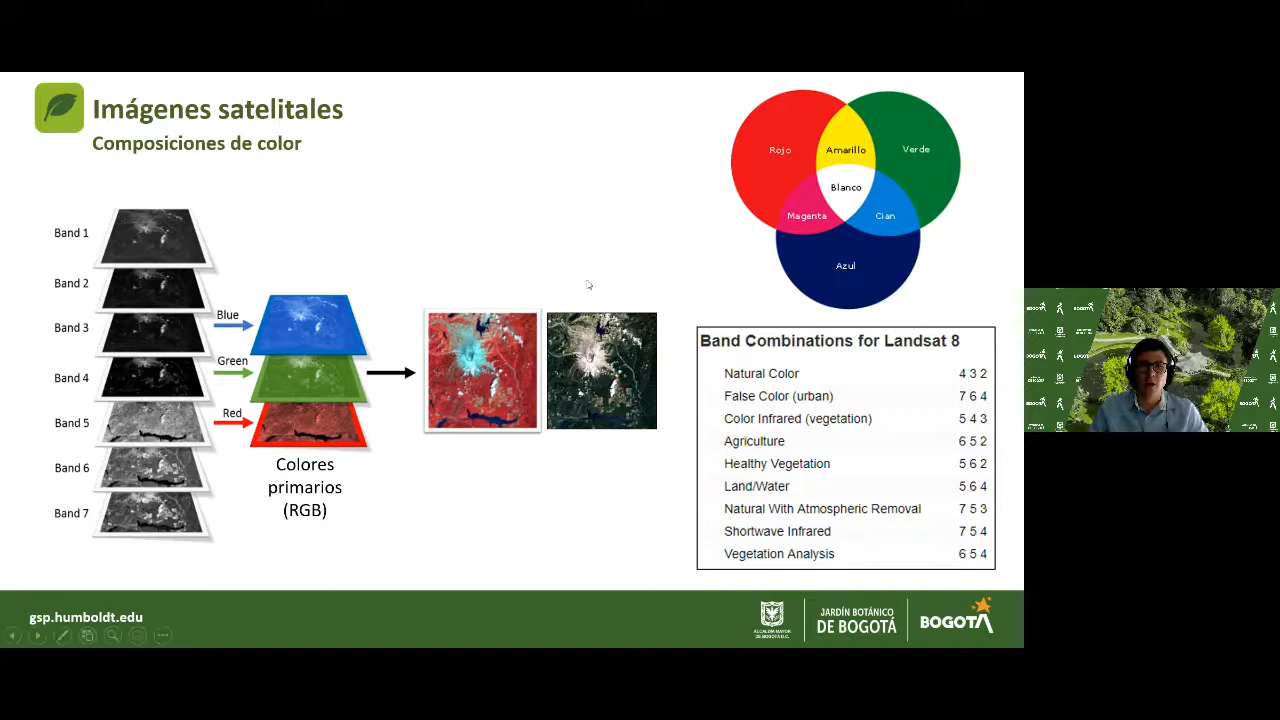 Imágenes satelitales
Composiciones de color
Band 1
Band 2
Band 3
Band 4
Band 5
Band 6
Band 7
Blue
Green
Red
Colores
primarios
(RGB)
Rojo
Amarillo
Verde
Blanco
Magenta
Cian
Azul
Band Combinations for Landsat 8
Natural Color 4 3 2
False Color (urban) 7 6 4
Color Infrared (vegetation) 5 4 3
Agriculture 6 5 2
Healthy Vegetation 5 6 2
Land/Water 5 6 4
Natural With Atmospheric Removal 7 5 3
Shortwave Infrared 7 5 4
Vegetation Analysis 6 5 4
gsp.humboldt.edu
ALCALDÍA MAYOR
DE BOGOTÁ D.C.
JARDÍN BOTÁNICO
DE BOGOTÁ
BOGOTÁ